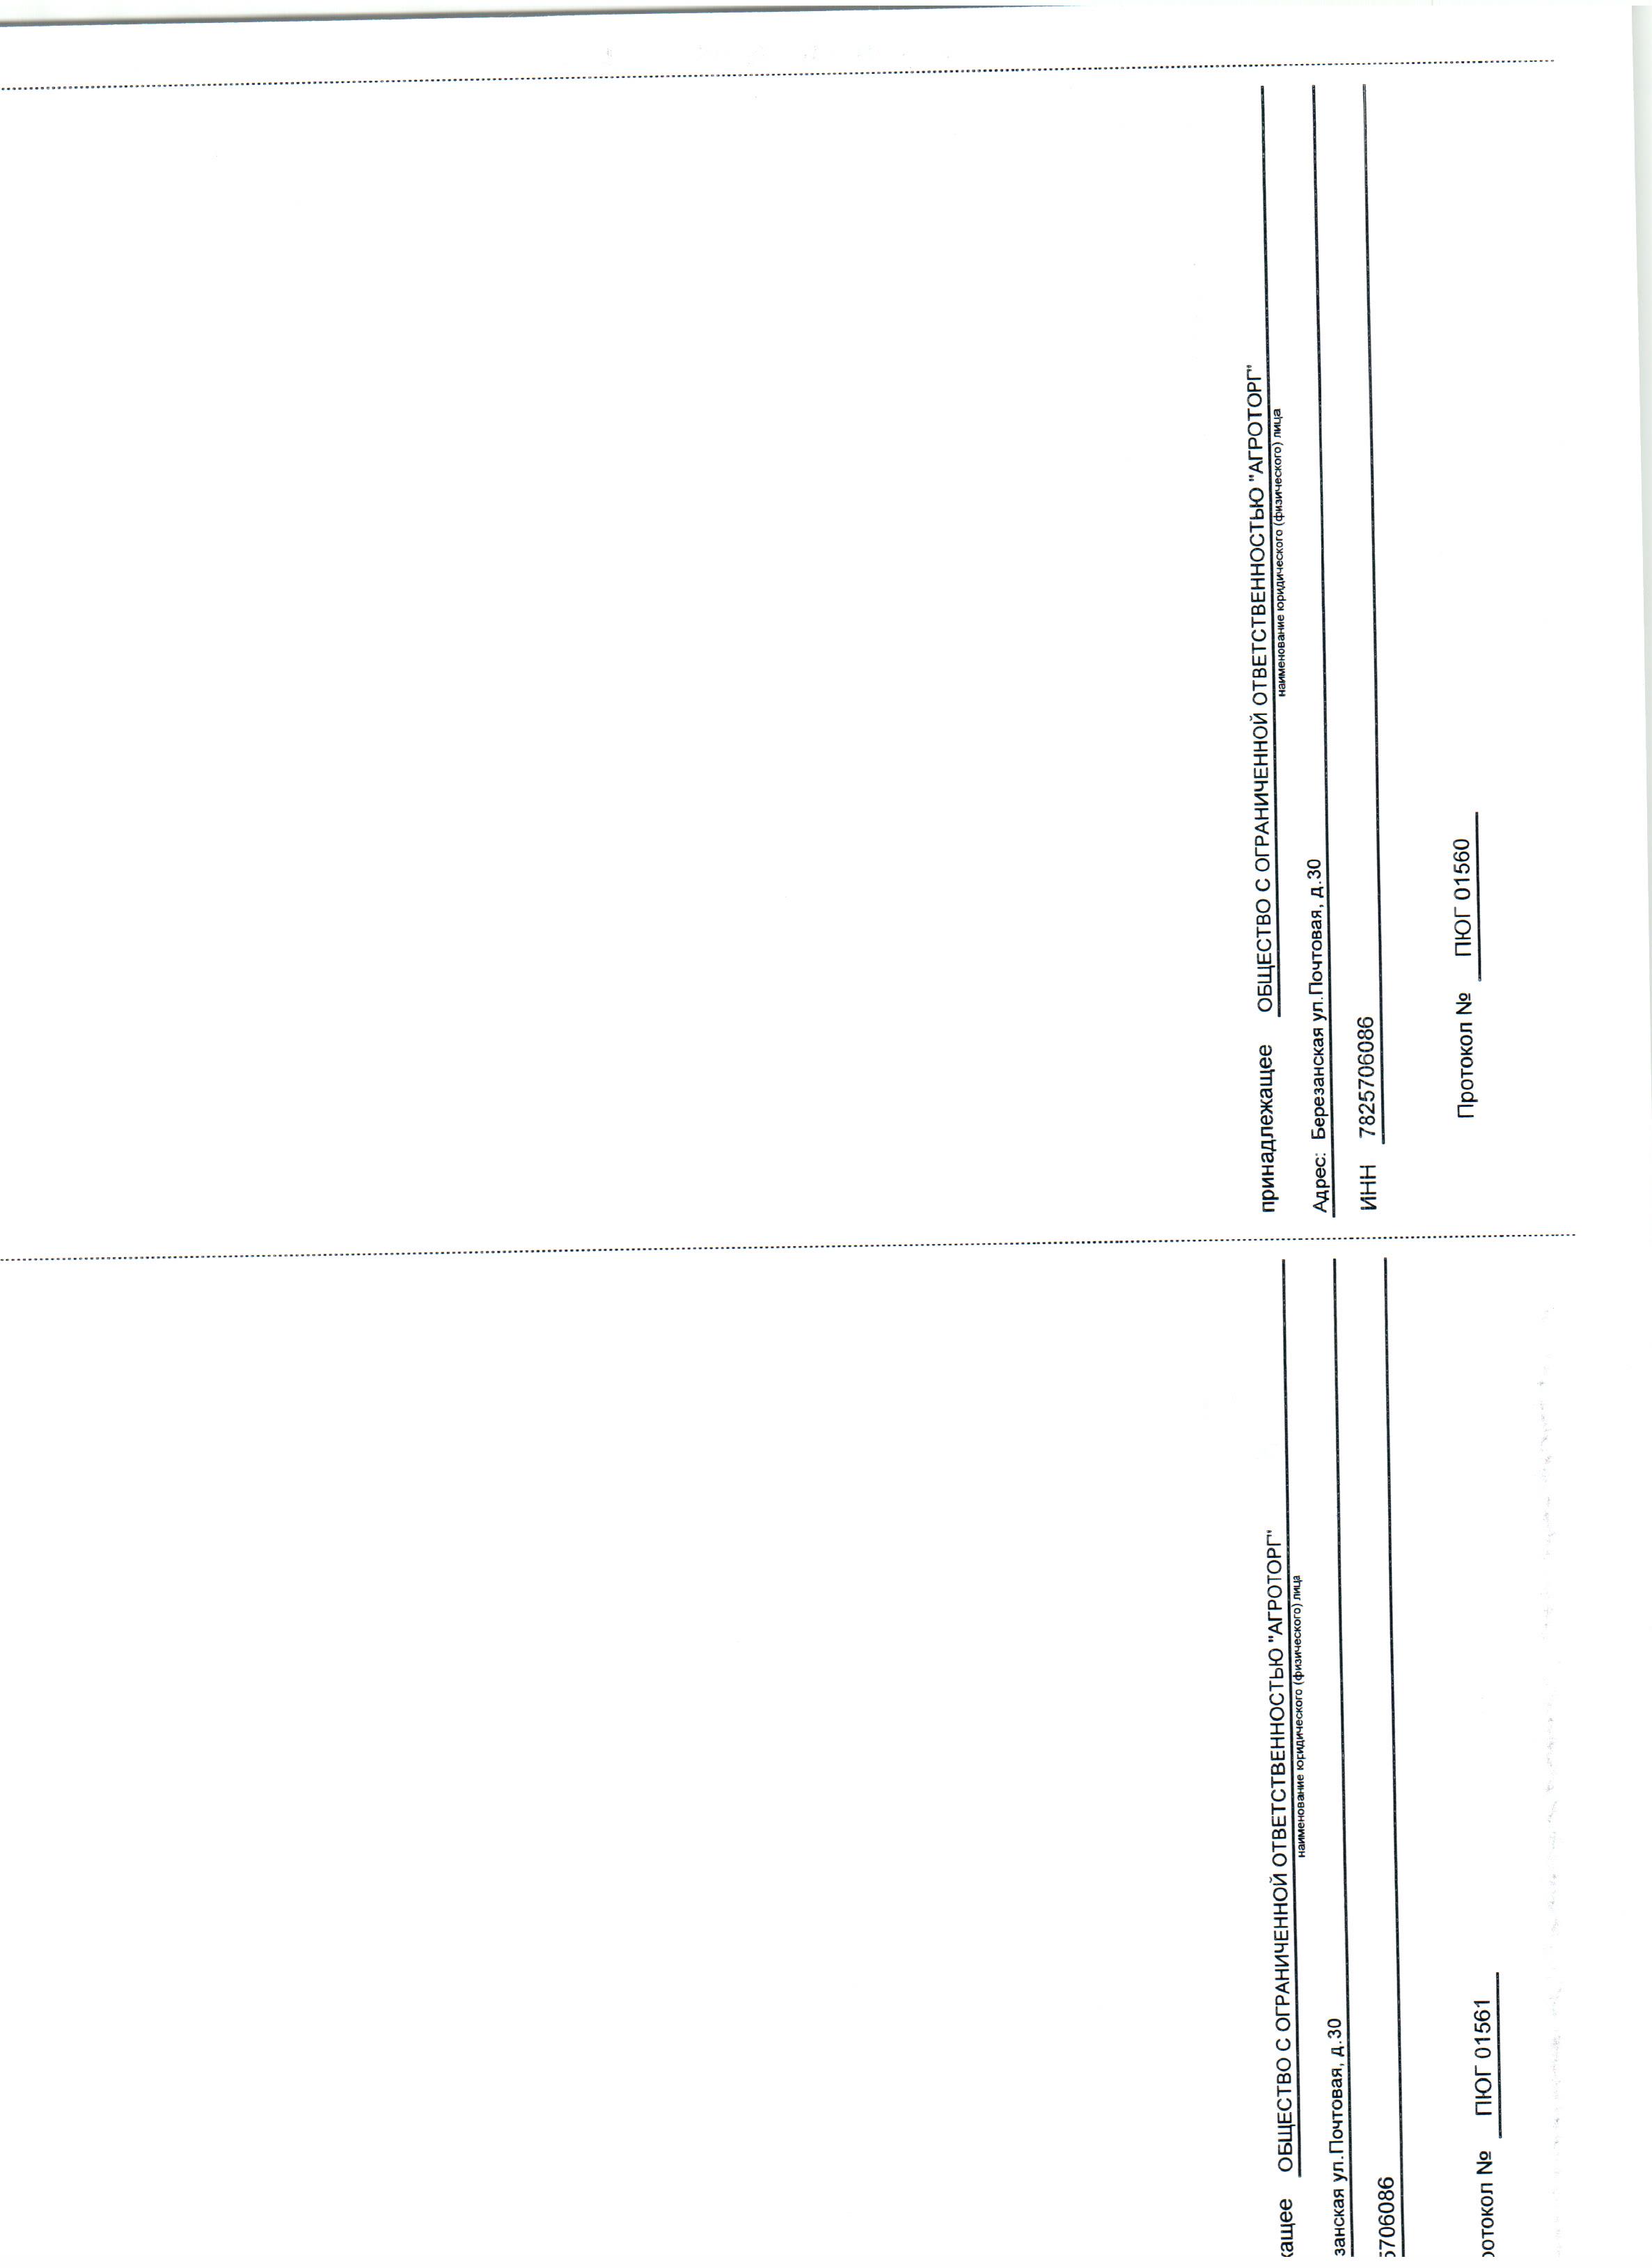 кащее ОБЩЕСТВО С ОГРАНИЧЕННОЙ ОТВЕТСТВЕННОСТЬЮ "АГРОТОРГ"
наименование юридического (физического) лица
занская ул.Почтовая, д.30
5706086
ротокол № ПЮГ 01561
принадлежащее ОБЩЕСТВО С ОГРАНИЧЕННОЙ ОТВЕТСТВЕННОСТЬЮ "АГРОТОРГ"
наименование юридического (физического) лица
Адрес: Березанская ул.Почтовая, д.30
ИНН 7825706086
Протокол № ПЮГ 01560